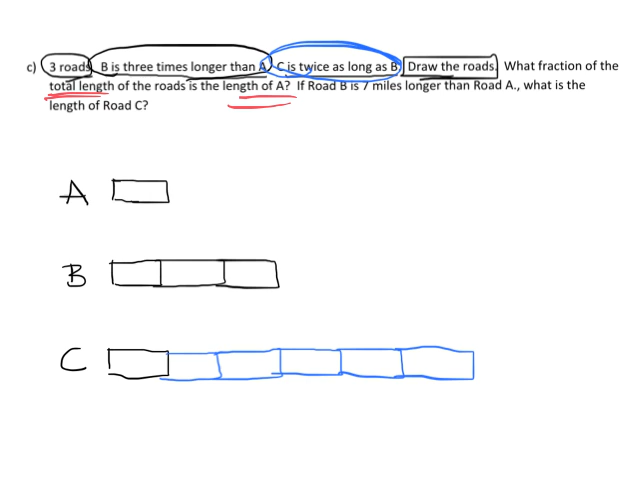 c) 3 roads. B is three times longer than A. C is twice as long as B. Draw the roads. What fraction of the
total length of the roads is the length of A? If Road B is 7 miles longer than Road A., what is the
length of Road C?
A
B
C